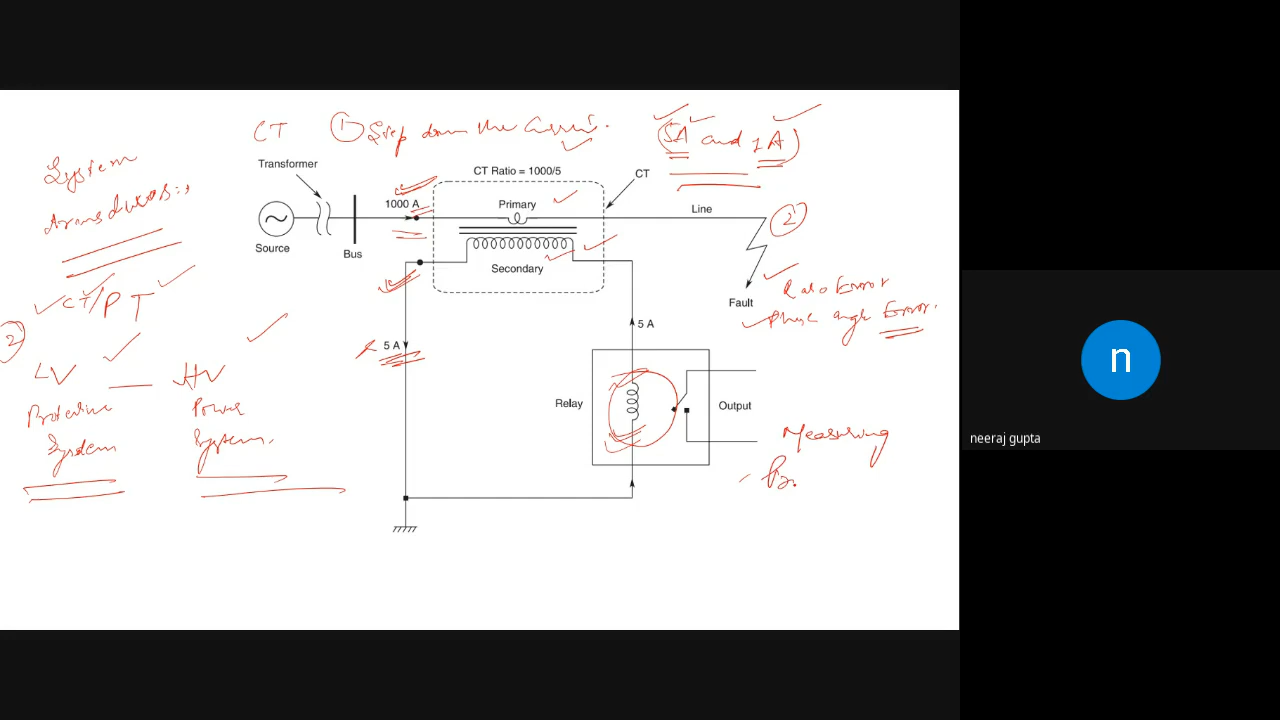 CT ① Step down the Current.
(5A and 1A)
System
transducers::
CT/PT
2
LV — HV
Protective Power
System System.
Transformer
CT Ratio = 1000/5
CT
1000 A
Primary
Line
2
Source
Bus
Secondary
Fault
Ratio Error
Phase angle Error.
5 A
5 A
Relay
Output
Measuring
n
neeraj gupta